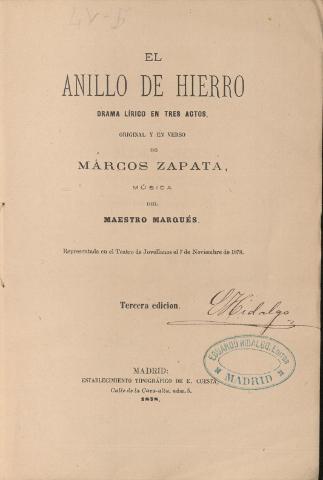 EL
ANILLO DE HIERRO
DRAMA LÍRICO EN TRES ACTOS,
ORIGINAL Y EN VERSO
DE
MÁRCOS ZAPATA,
MÚSICA
DEL
MAESTRO MARQUÉS.
Representado en el Teatro de Jovellanos el 7 de Noviembre de 1878.
Tercera edicion.
Hidalgo
EDUARDO HIDALGO, EDITOR
MADRID
MADRID:
ESTABLECIMIENTO TIPOGRÁFICO DE E. CUESTA,
Calle de la Cava-alta, núm. 5.
1878.